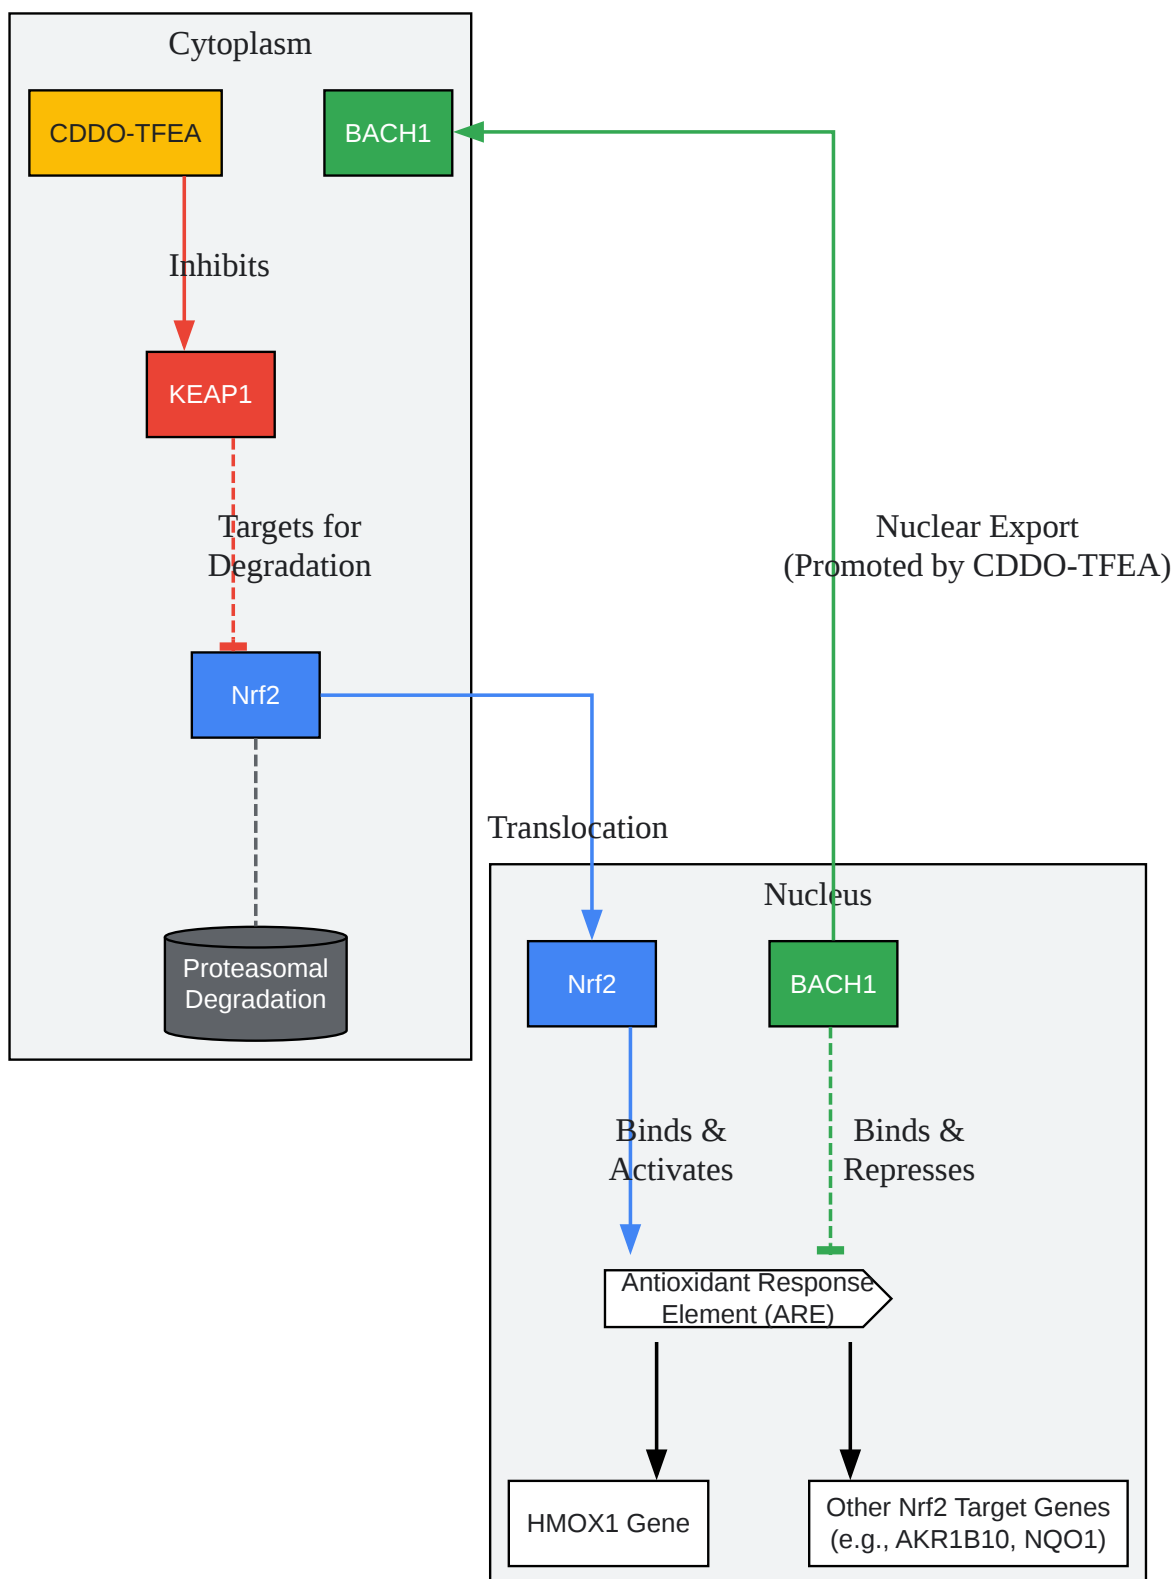 Cytoplasm
CDDO-TFEA
BACH1
Inhibits
KEAP1
Targets for
Degradation
Nuclear Export
(Promoted by CDDO-TFEA)
Nrf2
Translocation
Nucleus
Proteasomal
Degradation
Nrf2
BACH1
Binds &
Activates
Binds &
Represses
Antioxidant Response
Element (ARE)
HMOX1 Gene
Other Nrf2 Target Genes
(e.g., AKR1B10, NQO1)